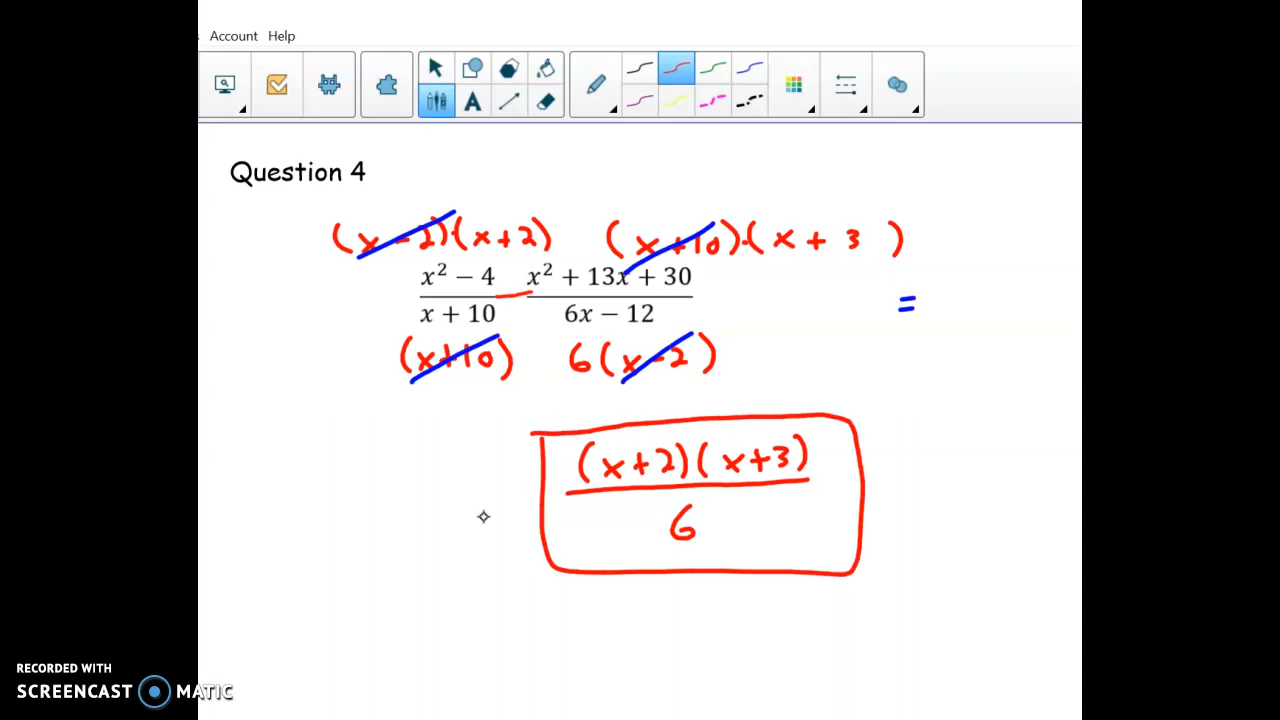 Account Help
A
Question 4
(x - 2)·(x+2) (x+10)·(x + 3 )
x² − 4 x² + 13x + 30
x + 10 6x − 12
=
(x+10) 6(x-2)
(x+2)(x+3)
6
RECORDED WITH
SCREENCAST MATIC